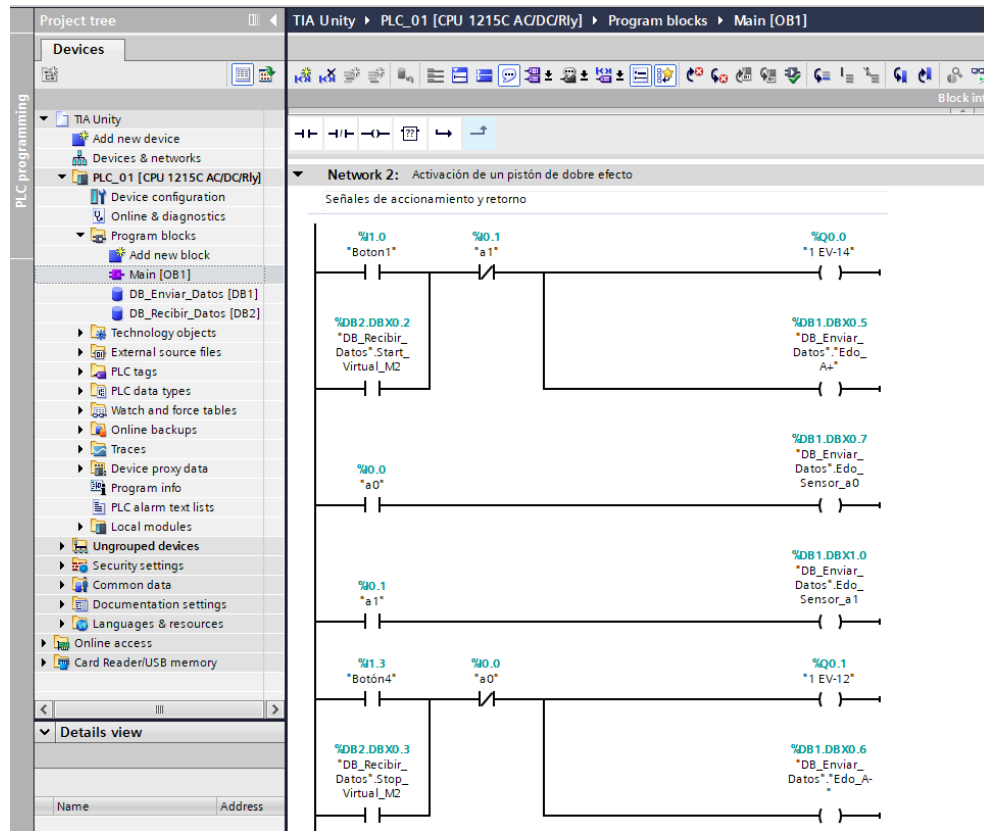 Project tree
TIA Unity ▸ PLC_01 [CPU 1215C AC/DC/Rly] ▸ Program blocks ▸ Main [OB1]
Devices
PLC programming
Block int
TIA Unity
Add new device
Devices & networks
PLC_01 [CPU 1215C AC/DC/Rly]
Device configuration
Online & diagnostics
Program blocks
Add new block
Main [OB1]
DB_Enviar_Datos [DB1]
DB_Recibir_Datos [DB2]
Technology objects
External source files
PLC tags
PLC data types
Watch and force tables
Online backups
Traces
Device proxy data
Program info
PLC alarm text lists
Local modules
Ungrouped devices
Security settings
Common data
Documentation settings
Languages & resources
Online access
Card Reader/USB memory
Details view
Name Address
??
Network 2: Activación de un pistón de dobre efecto
Señales de accionamiento y retorno
%I1.0 %I0.1 %Q0.0
"Boton1" "a1" "1 EV-14"
%DB2.DBX0.2 %DB1.DBX0.5
"DB_Recibir_ "DB_Enviar_
Datos".Start_ Datos"."Edo_
Virtual_M2 A+"
%DB1.DBX0.7
"DB_Enviar_
%I0.0 Datos".Edo_
"a0" Sensor_a0
%DB1.DBX1.0
"DB_Enviar_
%I0.1 Datos".Edo_
"a1" Sensor_a1
%I1.3 %I0.0 %Q0.1
"Botón4" "a0" "1 EV-12"
%DB2.DBX0.3 %DB1.DBX0.6
"DB_Recibir_ "DB_Enviar_
Datos".Stop_ Datos"."Edo_A-
Virtual_M2 "